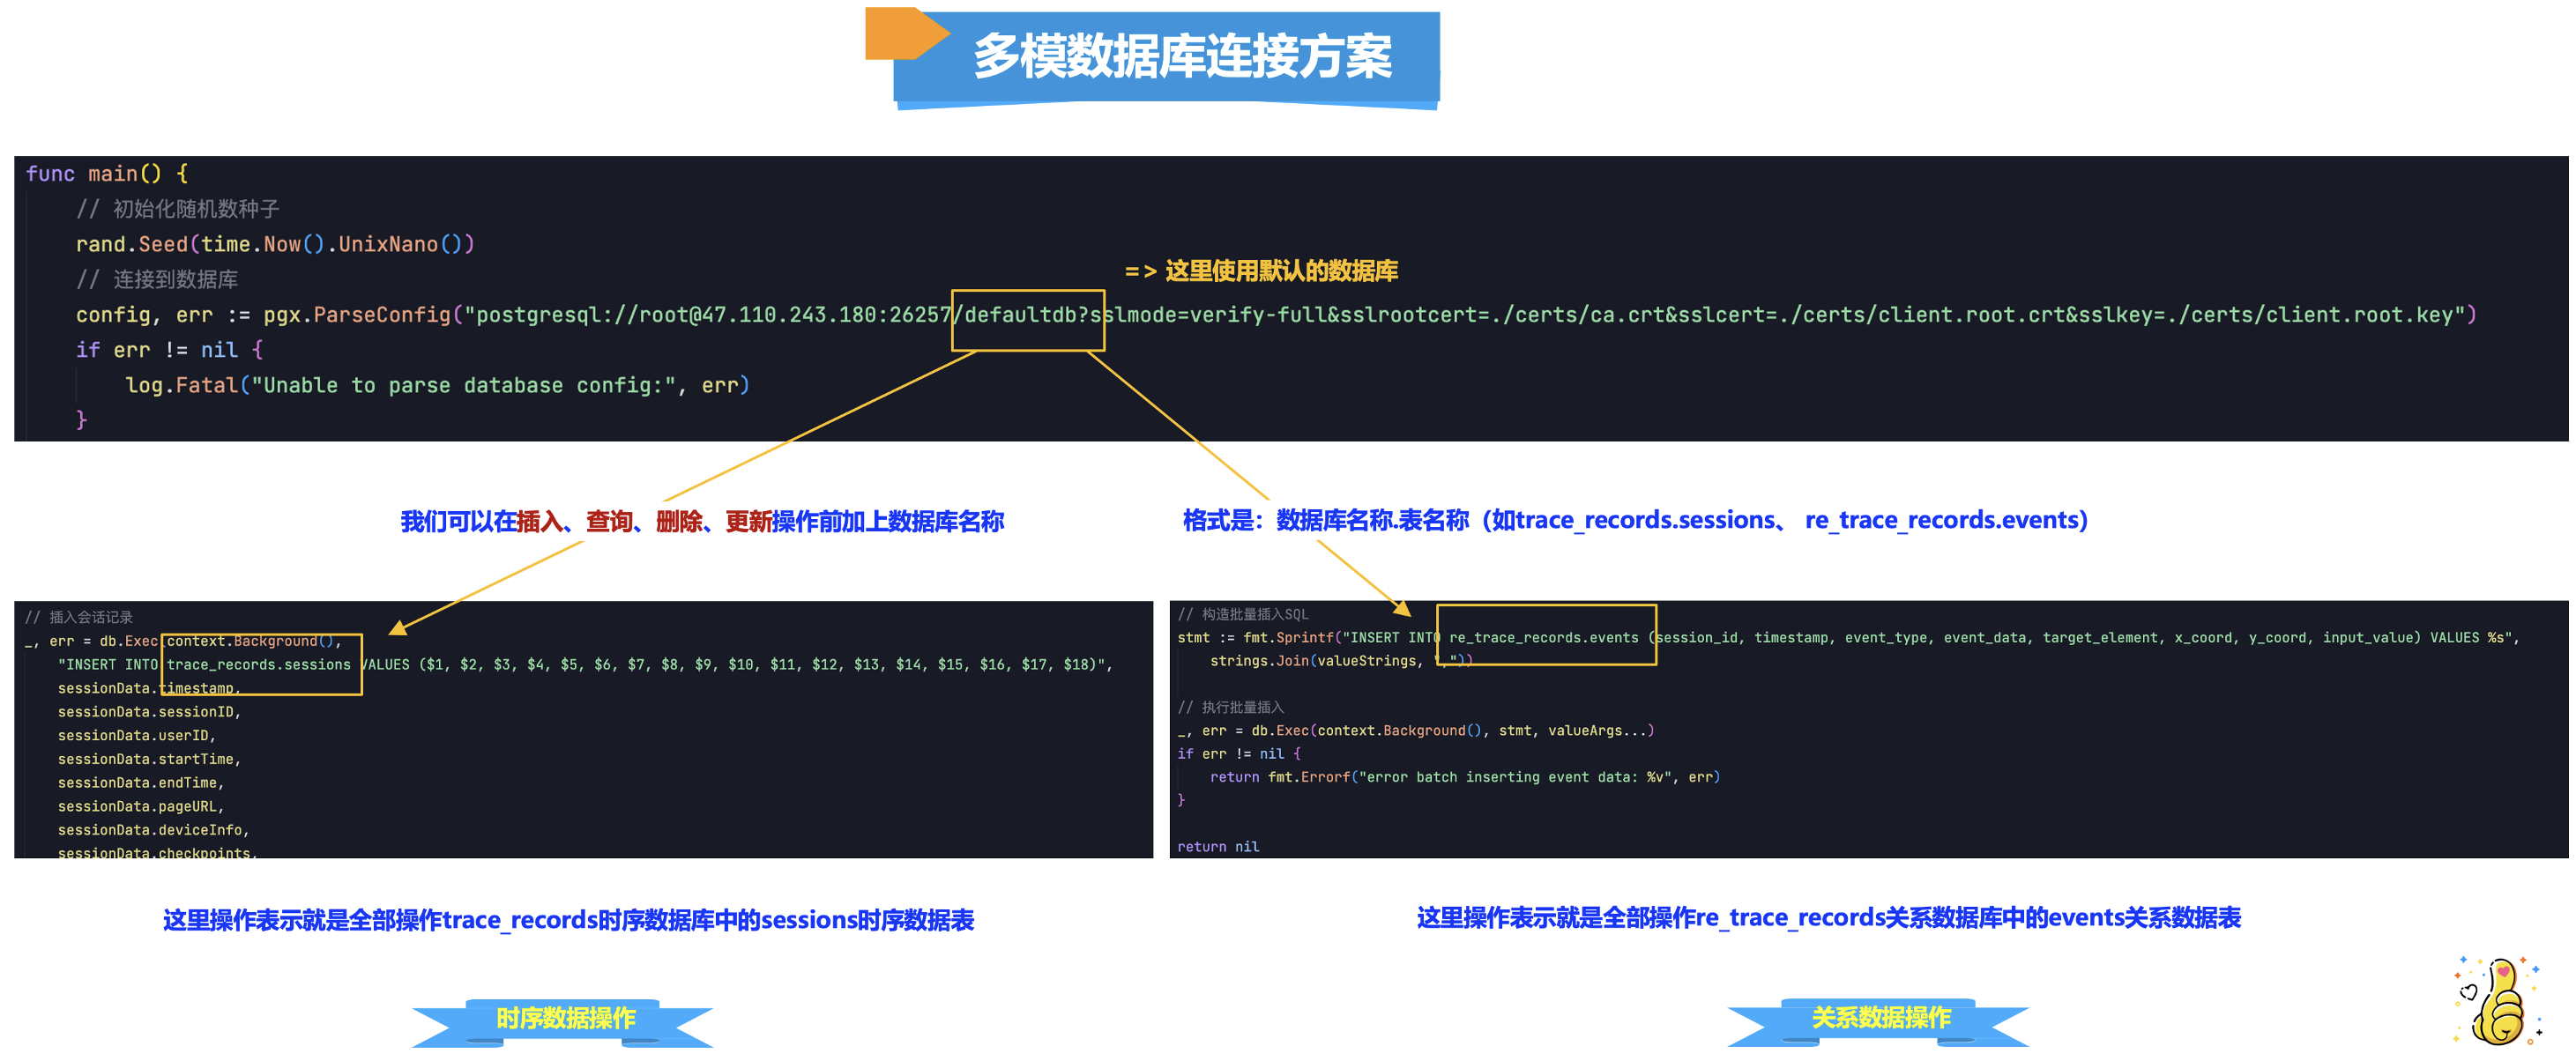 多模数据库连接方案
func main() {
// 初始化随机数种子
rand.Seed(time.Now().UnixNano())
// 连接到数据库
=> 这里使用默认的数据库
config, err := pgx.ParseConfig("postgresql://root@47.110.243.180:26257/defaultdb?sslmode=verify-full&sslrootcert=./certs/ca.crt&sslcert=./certs/client.root.crt&sslkey=./certs/client.root.key")
if err != nil {
log.Fatal("Unable to parse database config:", err)
}
我们可以在插入、查询、删除、更新操作前加上数据库名称
格式是：数据库名称.表名称（如trace_records.sessions、 re_trace_records.events）
// 插入会话记录
_, err = db.Exec(context.Background(),
"INSERT INTO trace_records.sessions VALUES ($1, $2, $3, $4, $5, $6, $7, $8, $9, $10, $11, $12, $13, $14, $15, $16, $17, $18)",
sessionData.timestamp,
sessionData.sessionID,
sessionData.userID,
sessionData.startTime,
sessionData.endTime,
sessionData.pageURL,
sessionData.deviceInfo,
sessionData.checkpoints,
// 构造批量插入SQL
stmt := fmt.Sprintf("INSERT INTO re_trace_records.events (session_id, timestamp, event_type, event_data, target_element, x_coord, y_coord, input_value) VALUES %s",
strings.Join(valueStrings, ","))
// 执行批量插入
_, err = db.Exec(context.Background(), stmt, valueArgs...)
if err != nil {
return fmt.Errorf("error batch inserting event data: %v", err)
}
return nil
这里操作表示就是全部操作trace_records时序数据库中的sessions时序数据表
这里操作表示就是全部操作re_trace_records关系数据库中的events关系数据表
时序数据操作
关系数据操作